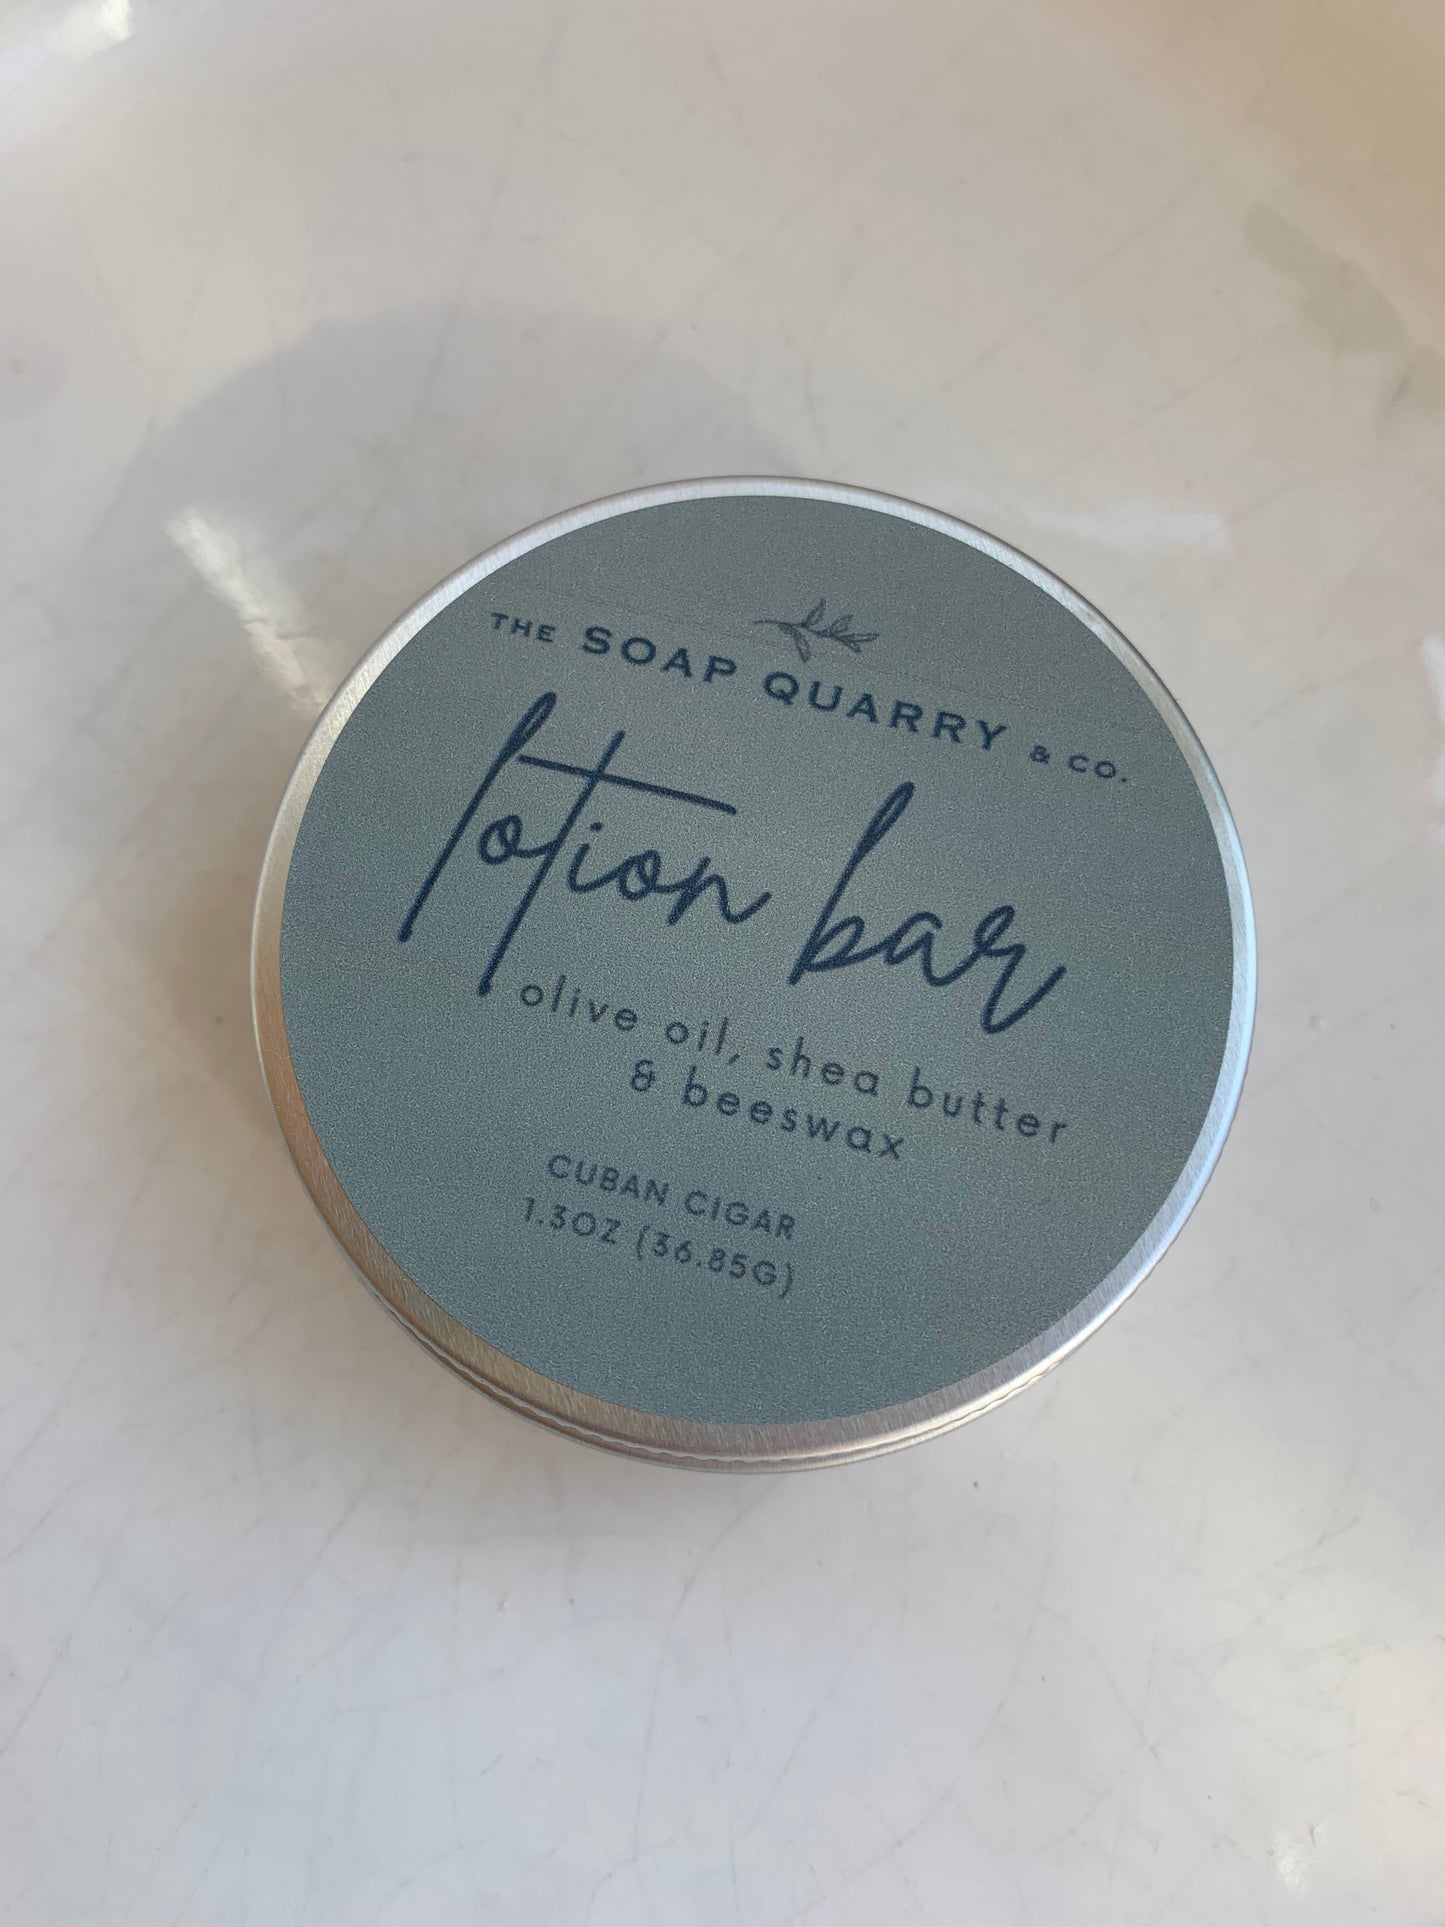 THE SOAP QUARRY & CO.
lotion bar
olive oil, shea butter
& beeswax
CUBAN CIGAR
1.3OZ (36.85G)